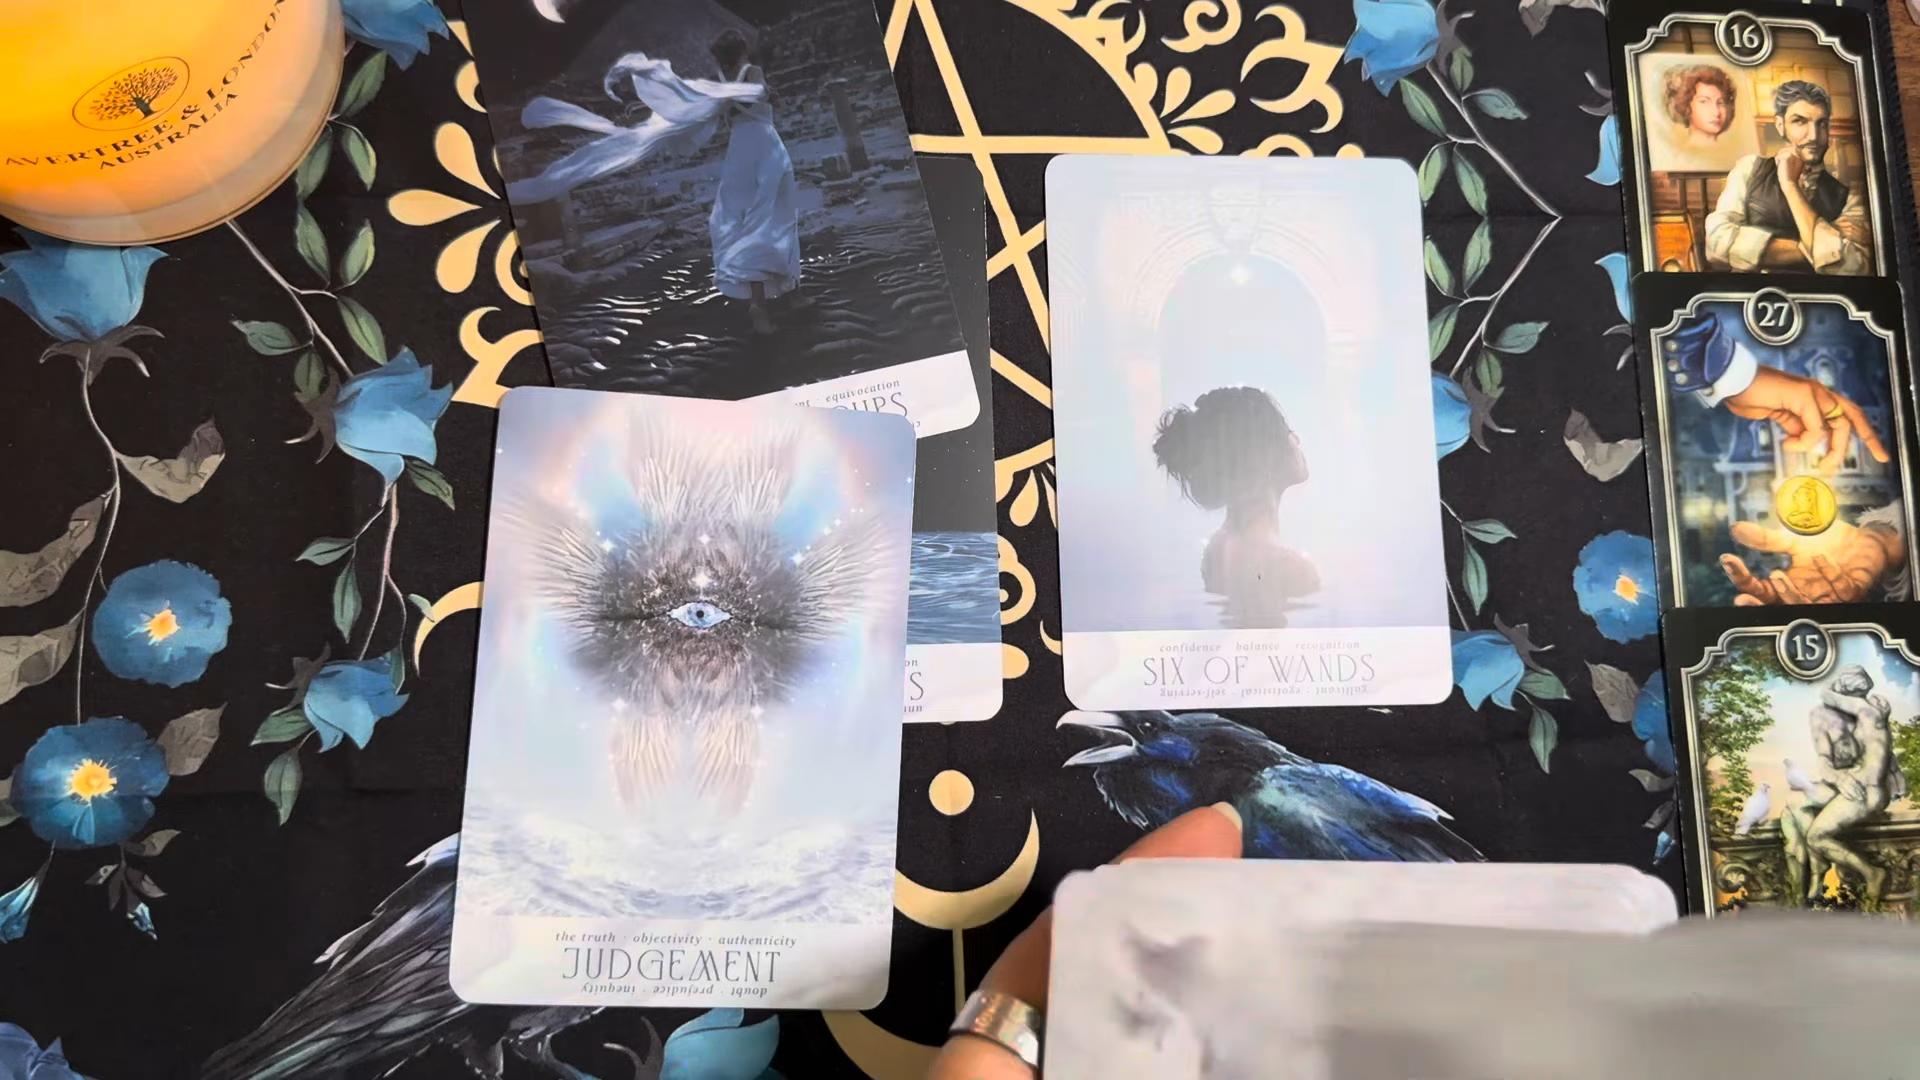 & LONDON
AUSTRALIA
16
27
15
equivocation
CUPS
confidence balance recognition
SIX OF WANDS
gallivant · egotistical · self-serving
the truth · objectivity · authenticity
JUDGEMENT
doubt · prejudice · inequity